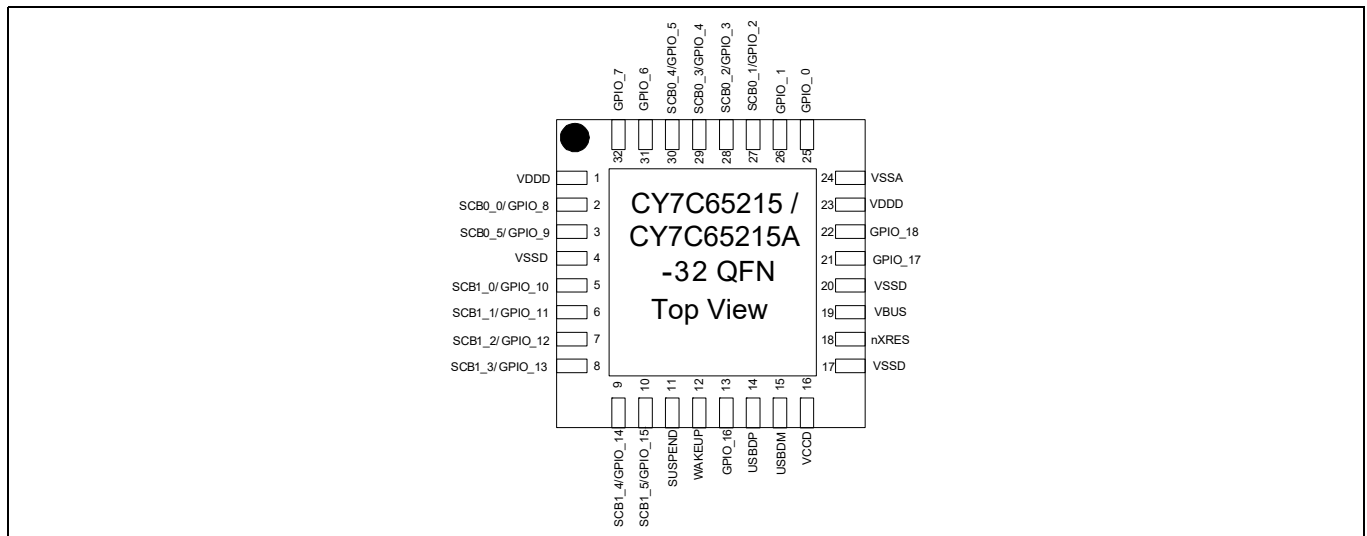 GPIO_7
GPIO_6
SCB0_4/GPIO_5
SCB0_3/GPIO_4
SCB0_2/GPIO_3
SCB0_1/GPIO_2
GPIO_1
GPIO_0
32
31
30
29
28
27
26
25
VDDD 1
SCB0_0/ GPIO_8 2
SCB0_5/ GPIO_9 3
VSSD 4
SCB1_0/ GPIO_10 5
SCB1_1/ GPIO_11 6
SCB1_2/ GPIO_12 7
SCB1_3/ GPIO_13 8
CY7C65215 /
CY7C65215A
-32 QFN
Top View
24 VSSA
23 VDDD
22 GPIO_18
21 GPIO_17
20 VSSD
19 VBUS
18 nXRES
17 VSSD
9
10
11
12
13
14
15
16
SCB1_4/GPIO_14
SCB1_5/GPIO_15
SUSPEND
WAKEUP
GPIO_16
USBDP
USBDM
VCCD